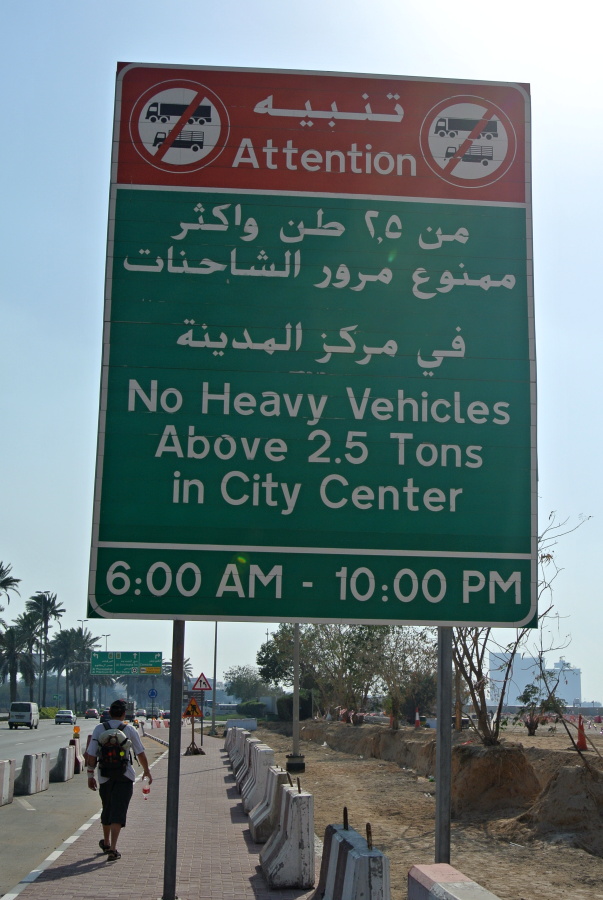 تنبيه
Attention
من ٢,٥ طن واكثر
ممنوع مرور الشاحنات
في مركز المدينة
No Heavy Vehicles
Above 2.5 Tons
in City Center
6:00 AM - 10:00 PM